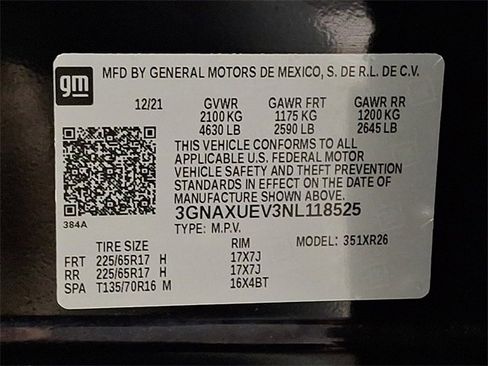 gm
MFD BY GENERAL MOTORS DE MEXICO, S. DE R.L. DE C.V.
12/21 GVWR GAWR FRT GAWR RR
2100 KG 1175 KG 1200 KG
4630 LB 2590 LB 2645 LB
THIS VEHICLE CONFORMS TO ALL
APPLICABLE U.S. FEDERAL MOTOR
VEHICLE SAFETY AND THEFT PREVENTION
STANDARDS IN EFFECT ON THE DATE OF
MANUFACTURE SHOWN ABOVE.
384A
3GNAXUEV3NL118525
TYPE: M.P.V.
TIRE SIZE RIM MODEL: 351XR26
FRT 225/65R17 H 17X7J
RR 225/65R17 H 17X7J
SPA T135/70R16 M 16X4BT